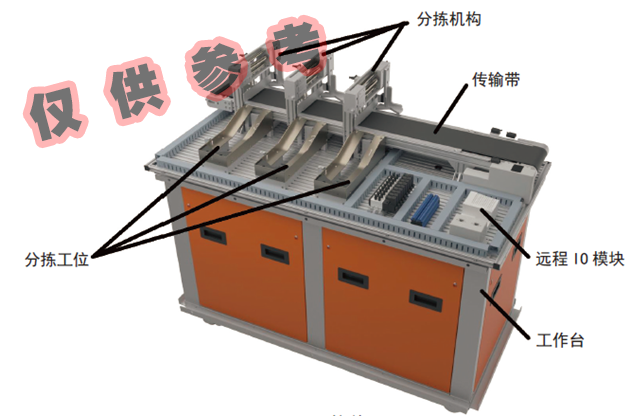 分拣机构
仅供参考
传输带
分拣工位
远程 IO 模块
工作台